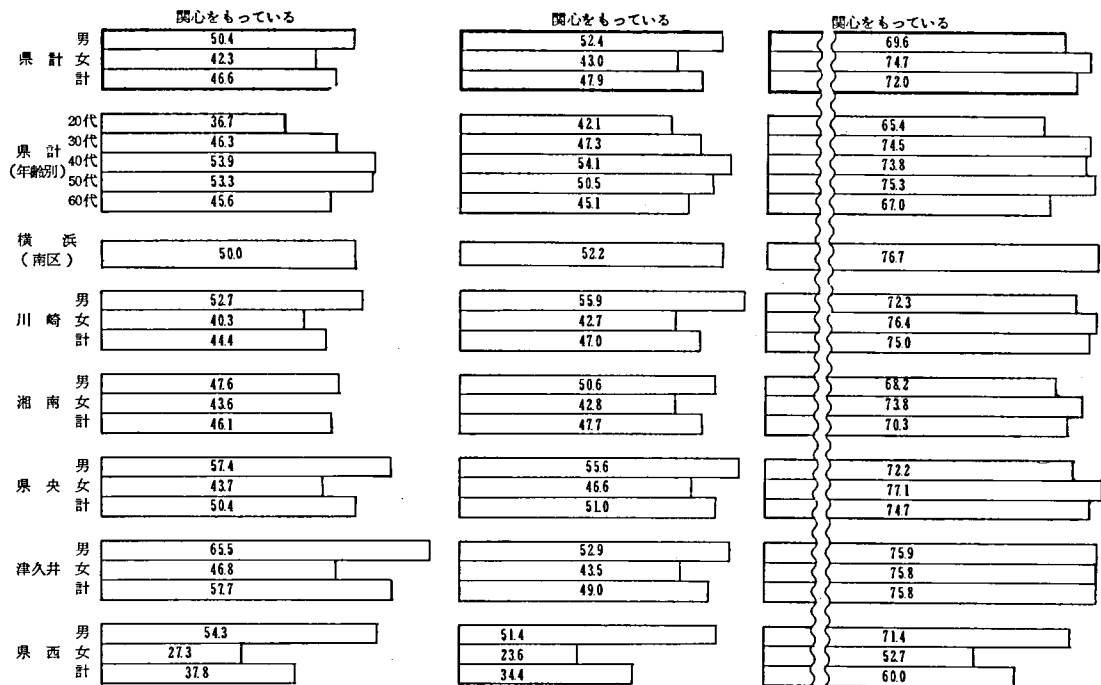 関心をもっている 関心をもっている 関心をもっている
県計 男 50.4 52.4 69.6
女 42.3 43.0 74.7
計 46.6 47.9 72.0
県計(年齢別) 20代 36.7 42.1 65.4
30代 46.3 47.3 74.5
40代 53.9 54.1 73.8
50代 53.3 50.5 75.3
60代 45.6 45.1 67.0
横浜(南区) 50.0 52.2 76.7
川崎 男 52.7 55.9 72.3
女 40.3 42.7 76.4
計 44.4 47.0 75.0
湘南 男 47.6 50.6 68.2
女 43.6 42.8 73.8
計 46.1 47.7 70.3
県央 男 57.4 55.6 72.2
女 43.7 46.6 77.1
計 50.4 51.0 74.7
津久井 男 65.5 52.9 75.9
女 46.8 43.5 75.8
計 57.7 49.0 75.8
県西 男 54.3 51.4 71.4
女 27.3 23.6 52.7
計 37.8 34.4 60.0